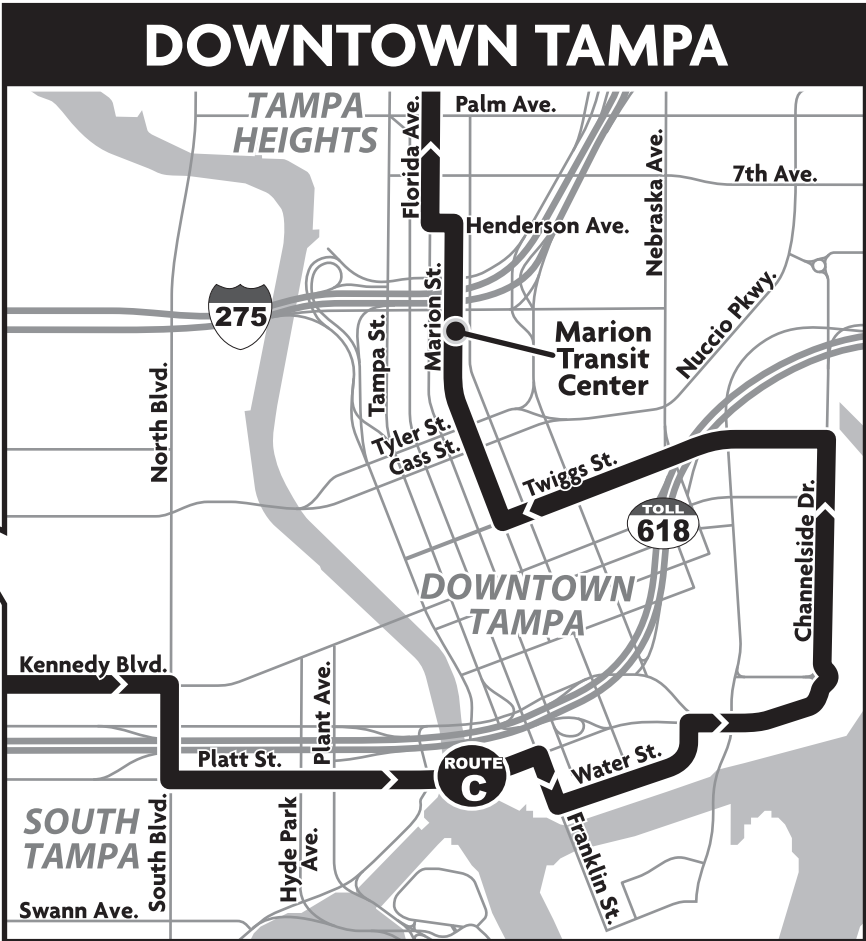 DOWNTOWN TAMPA
TAMPA
HEIGHTS
Florida Ave.
Palm Ave.
Nebraska Ave.
7th Ave.
Henderson Ave.
275
Marion St.
Tampa St.
Marion
Transit
Center
Nuccio Pkwy.
North Blvd.
Tyler St.
Cass St.
Twiggs St.
TOLL
618
Channelside Dr.
DOWNTOWN
TAMPA
Kennedy Blvd.
Plant Ave.
Platt St.
ROUTE
C
Water St.
SOUTH
TAMPA
South Blvd.
Hyde Park
Ave.
Franklin St.
Swann Ave.